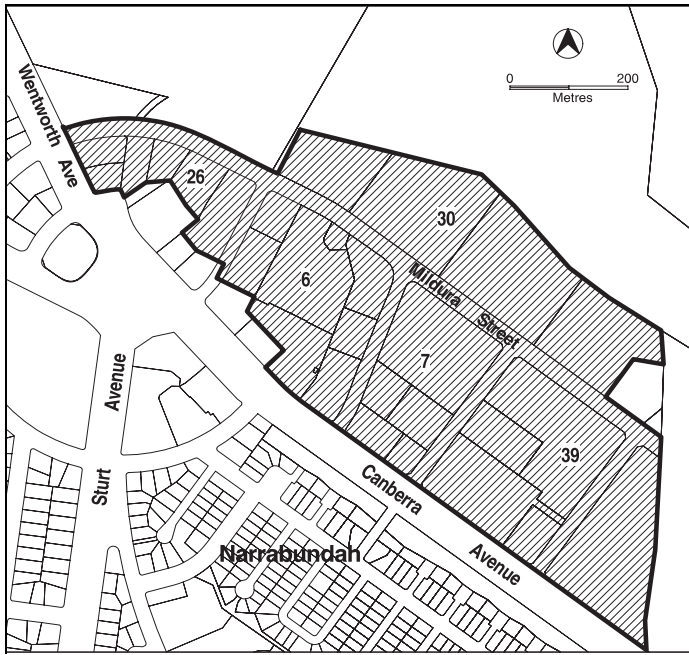 Wentworth Ave
0 200
Metres
26
30
6
Mildura Street
7
39
Avenue
Sturt
Canberra
Avenue
Narrabundah